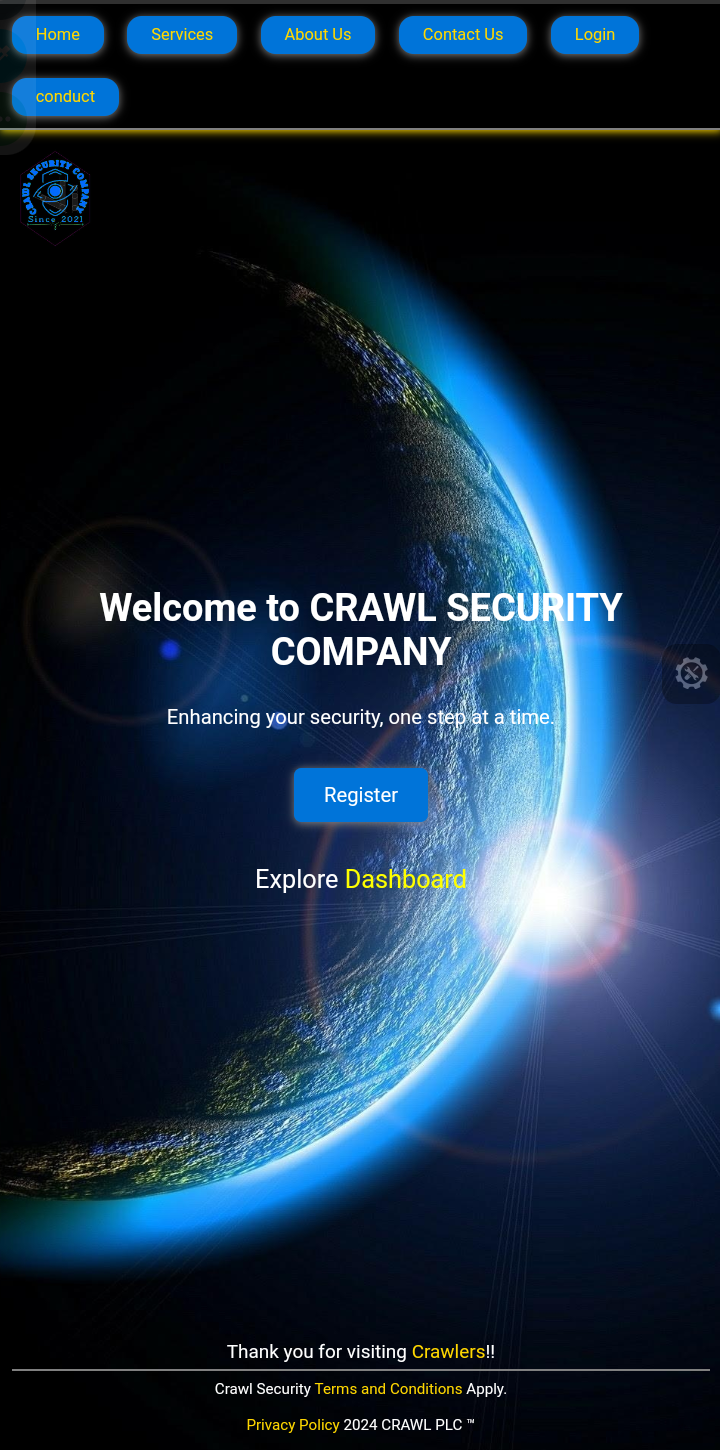 Home Services About Us Contact Us Login
conduct
CRAWL SECURITY COMPANY
Since 2021
Welcome to CRAWL SECURITY
COMPANY
Enhancing your security, one step at a time.
Register
Explore Dashboard
Thank you for visiting Crawlers!!
Crawl Security Terms and Conditions Apply.
Privacy Policy 2024 CRAWL PLC ™